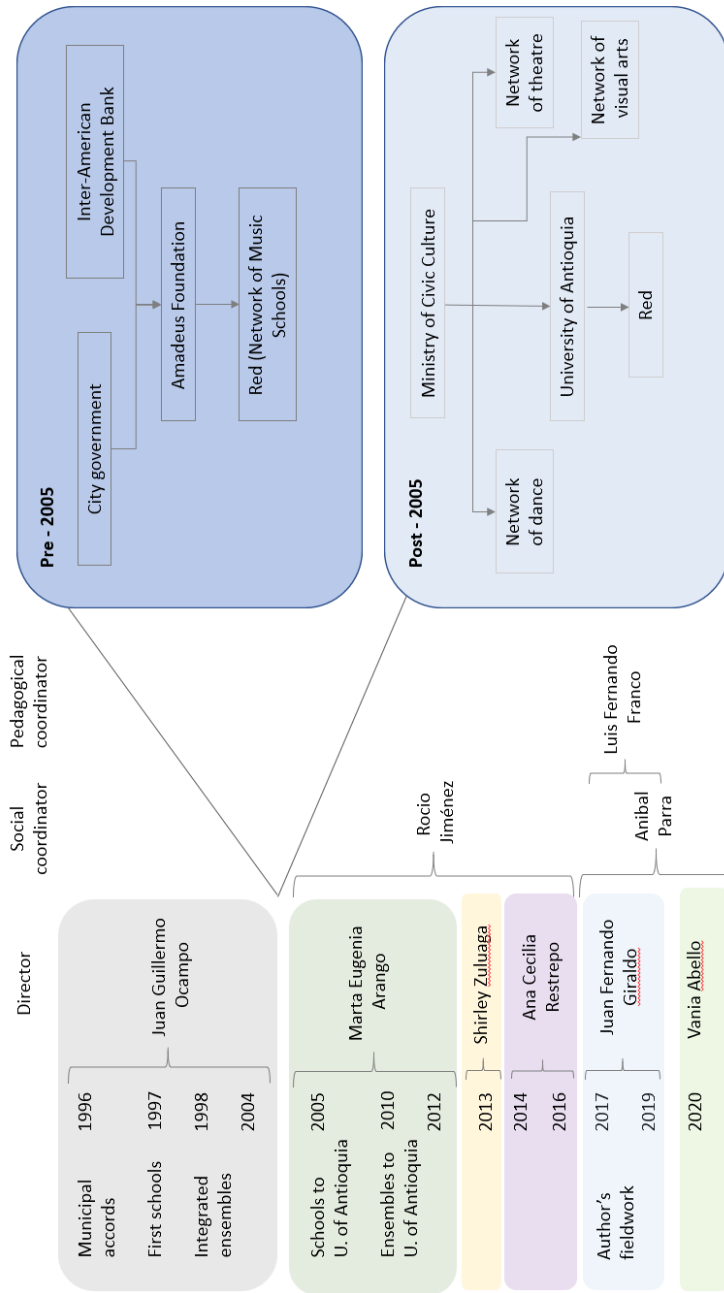 Director
Social
coordinator
Pedagogical
coordinator
Municipal
accords
1996
First schools
1997
Integrated
ensembles
1998
2004
Juan Guillermo
Ocampo
Schools to
U. of Antioquia
2005
Ensembles to
U. of Antioquia
2010
2012
Marta Eugenia
Arango
2013
Shirley Zuluaga
2014
2016
Ana Cecilia
Restrepo
Rocio
Jiménez
Author's
fieldwork
2017
2019
Juan Fernando
Giraldo
2020
Vania Abello
Anibal
Parra
Luis Fernando
Franco
Pre - 2005
City government
Inter-American
Development Bank
Amadeus Foundation
Red (Network of Music
Schools)
Post - 2005
Ministry of Civic Culture
Network
of dance
University of Antioquia
Network
of theatre
Network of
visual arts
Red